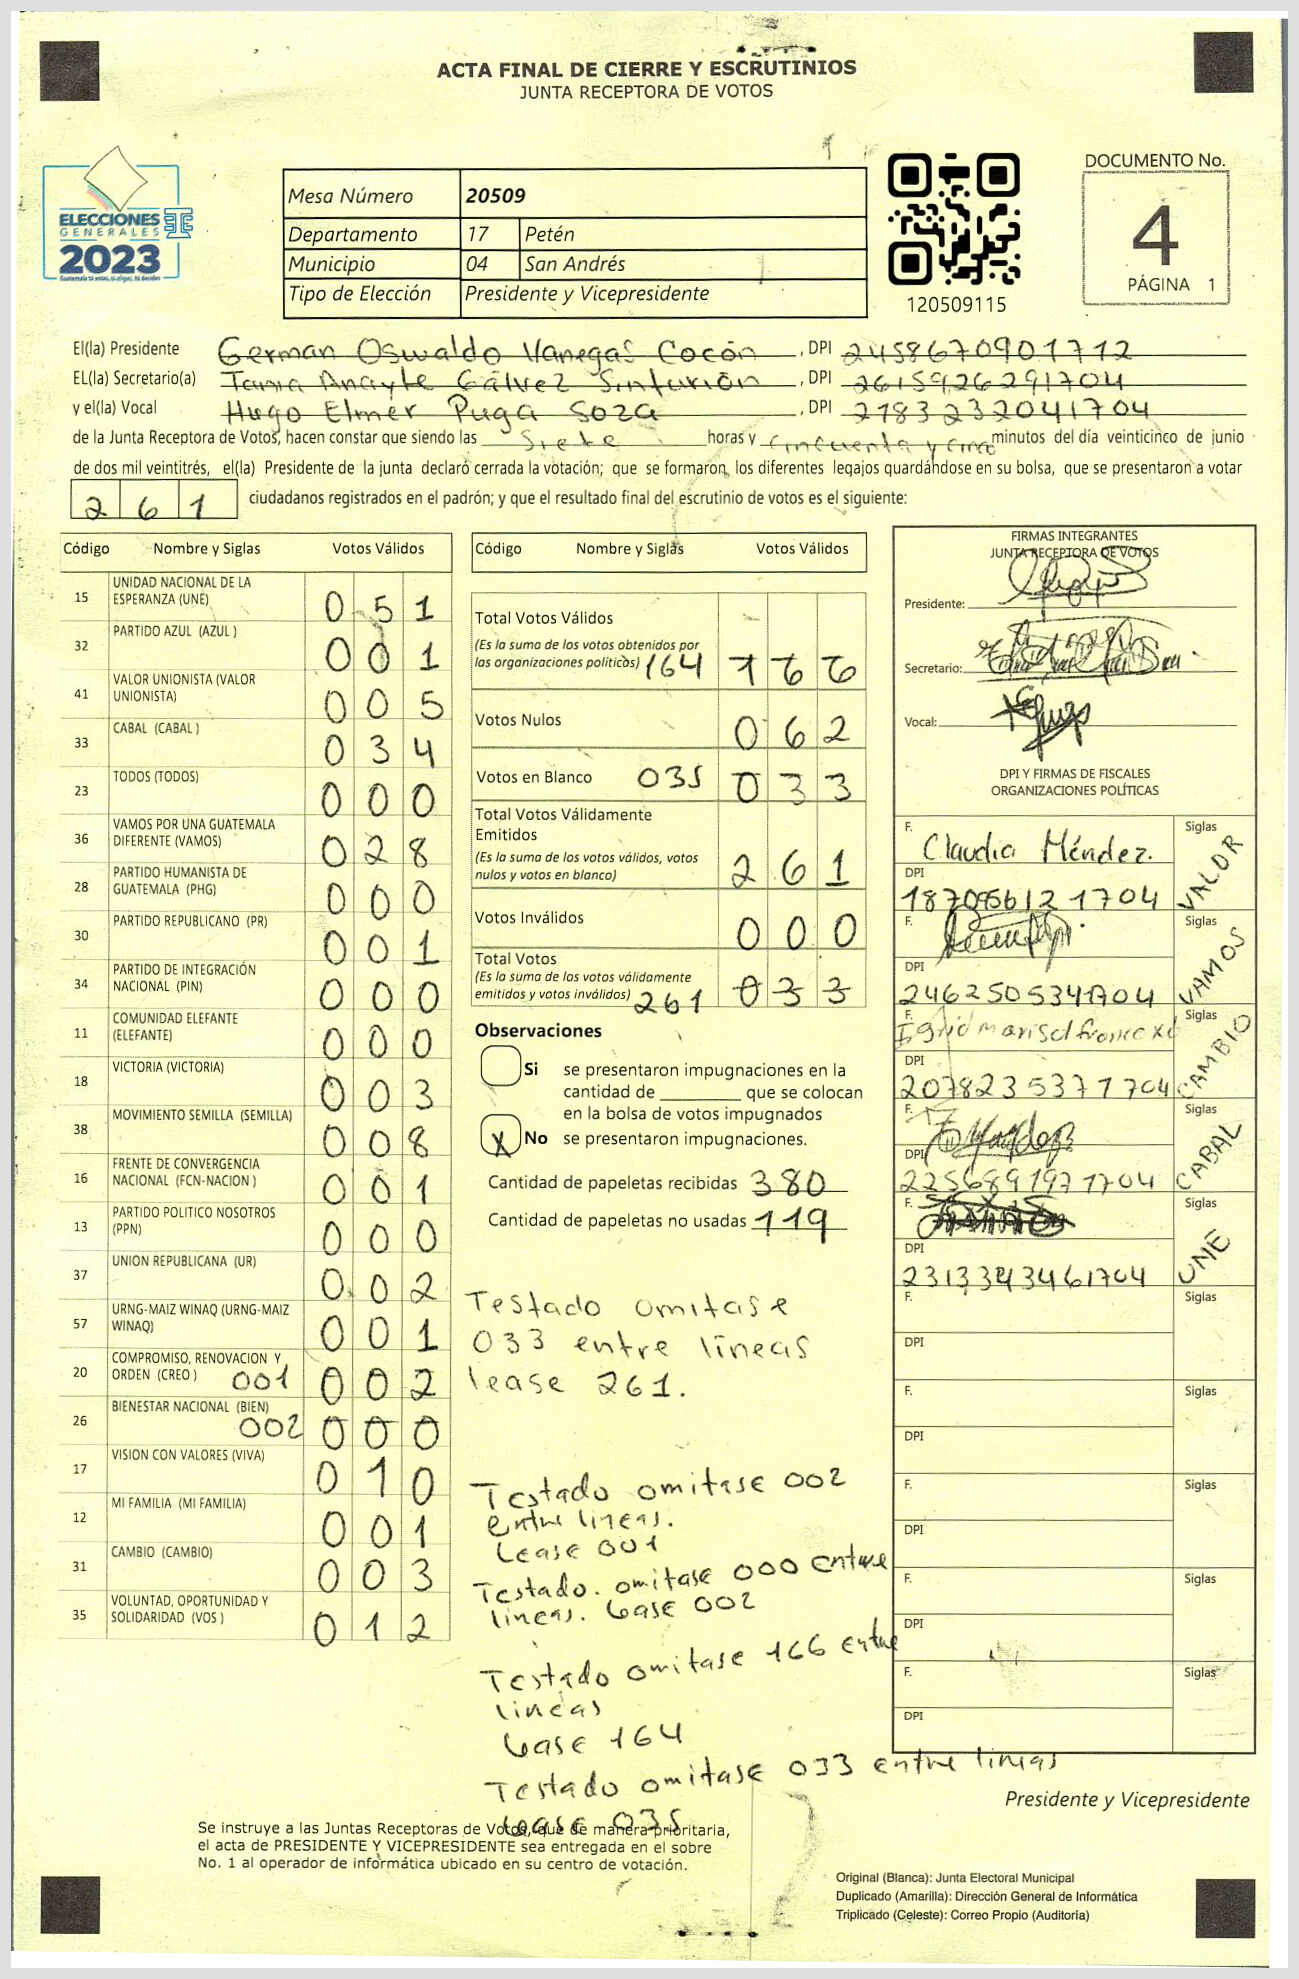 ACTA FINAL DE CIERRE Y ESCRUTINIOS
JUNTA RECEPTORA DE VOTOS
ELECCIONES
GENERALES
2023
Mesa Número 20509
Departamento 17 Petén
Municipio 04 San Andrés
Tipo de Elección Presidente y Vicepresidente
120509115
DOCUMENTO No.
4
PÁGINA 1
El(la) Presidente German Oswaldo Vanegas Cocón, DPI 2458670901712
EL(la) Secretario(a) Tania Anayte Gálvez, DPI 2615926291704
y el(la) Vocal Hugo Elmer Puga Soza, DPI 2783232041704
de la Junta Receptora de Votos, hacen constar que siendo las Siete horas y cincuenta y cinco minutos del día veinticinco de junio
de dos mil veintitrés, el(la) Presidente de la junta declaró cerrada la votación; que se formaron los diferentes legajos guardándose en su bolsa, que se presentaron a votar
261 ciudadanos registrados en el padrón; y que el resultado final del escrutinio de votos es el siguiente:
Código Nombre y Siglas Votos Válidos
15 UNIDAD NACIONAL DE LA ESPERANZA (UNE) 051
32 PARTIDO AZUL (AZUL ) 001
41 VALOR UNIONISTA (VALOR UNIONISTA) 005
33 CABAL (CABAL ) 034
23 TODOS (TODOS) 000
36 VAMOS POR UNA GUATEMALA DIFERENTE (VAMOS) 028
28 PARTIDO HUMANISTA DE GUATEMALA (PHG) 000
30 PARTIDO REPUBLICANO (PR) 001
34 PARTIDO DE INTEGRACIÓN NACIONAL (PIN) 000
11 COMUNIDAD ELEFANTE (ELEFANTE) 000
18 VICTORIA (VICTORIA) 003
38 MOVIMIENTO SEMILLA (SEMILLA) 008
16 FRENTE DE CONVERGENCIA NACIONAL (FCN-NACION ) 001
13 PARTIDO POLITICO NOSOTROS (PPN) 000
37 UNION REPUBLICANA (UR) 002
57 URNG-MAIZ WINAQ (URNG-MAIZ WINAQ) 001
20 COMPROMISO, RENOVACION Y ORDEN (CREO ) 001 002
26 BIENESTAR NACIONAL (BIEN) 002 000
17 VISION CON VALORES (VIVA) 010
12 MI FAMILIA (MI FAMILIA) 001
31 CAMBIO (CAMBIO) 003
35 VOLUNTAD, OPORTUNIDAD Y SOLIDARIDAD (VOS ) 012
Código Nombre y Siglas Votos Válidos
Total Votos Válidos
(Es la suma de los votos obtenidos por
las organizaciones políticas) 164 166
Votos Nulos 062
Votos en Blanco 035 033
Total Votos Válidamente
Emitidos
(Es la suma de los votos válidos, votos
nulos y votos en blanco) 261
Votos Inválidos 000
Total Votos
(Es la suma de los votos válidamente
emitidos y votos inválidos) 261 033
Observaciones
Si se presentaron impugnaciones en la
cantidad de ________ que se colocan
en la bolsa de votos impugnados
X No se presentaron impugnaciones.
Cantidad de papeletas recibidas 380
Cantidad de papeletas no usadas 119
Testado omitase
033 entre líneas
lease 261.
Testado omitase 002
entre lineas.
Lease 001
Testado. omitase 000 entre
lineas. Lease 002
Testado omitase 166 entre
lineas
Lease 164
Testado omitase 033 entre lineas
Lease 035
FIRMAS INTEGRANTES
JUNTA RECEPTORA DE VOTOS
Presidente:
Secretario:
Vocal:
DPI Y FIRMAS DE FISCALES
ORGANIZACIONES POLÍTICAS
F. Claudia Méndez. Siglas VALOR
DPI 1704
F. Siglas VAMOS
DPI 2462505341704
F. Siglas CAMBIO
DPI 2078235371704
F. Siglas CABAL
DPI 2256891971704
F. Siglas UNE
DPI 2313343461704
F. Siglas
DPI
F. Siglas
DPI
F. Siglas
DPI
F. Siglas
DPI
F. Siglas
DPI
Presidente y Vicepresidente
Se instruye a las Juntas Receptoras de Votos, que de manera prioritaria,
el acta de PRESIDENTE Y VICEPRESIDENTE sea entregada en el sobre
No. 1 al operador de informática ubicado en su centro de votación.
Original (Blanca): Junta Electoral Municipal
Duplicado (Amarilla): Dirección General de Informática
Triplicado (Celeste): Correo Propio (Auditoría)